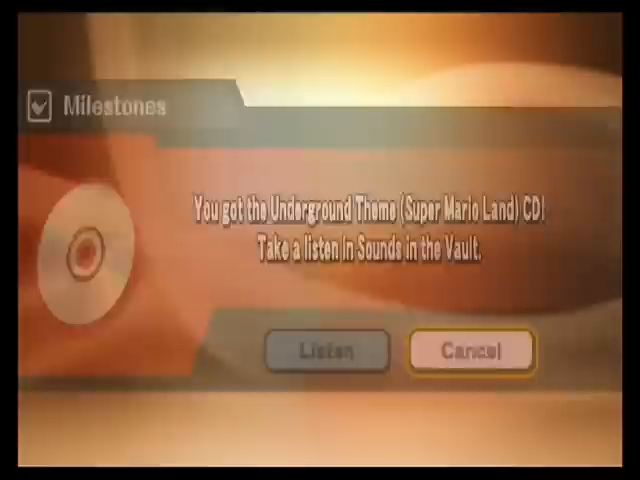 Milestones
You got the Underground Theme (Super Mario Land) CD!
Take a listen in Sounds in the Vault.
Listen
Cancel